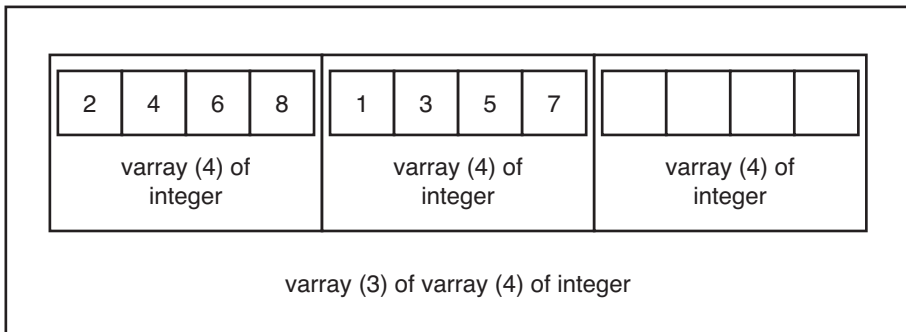 2 4 6 8 1 3 5 7
varray (4) of varray (4) of varray (4) of
integer integer integer
varray (3) of varray (4) of integer